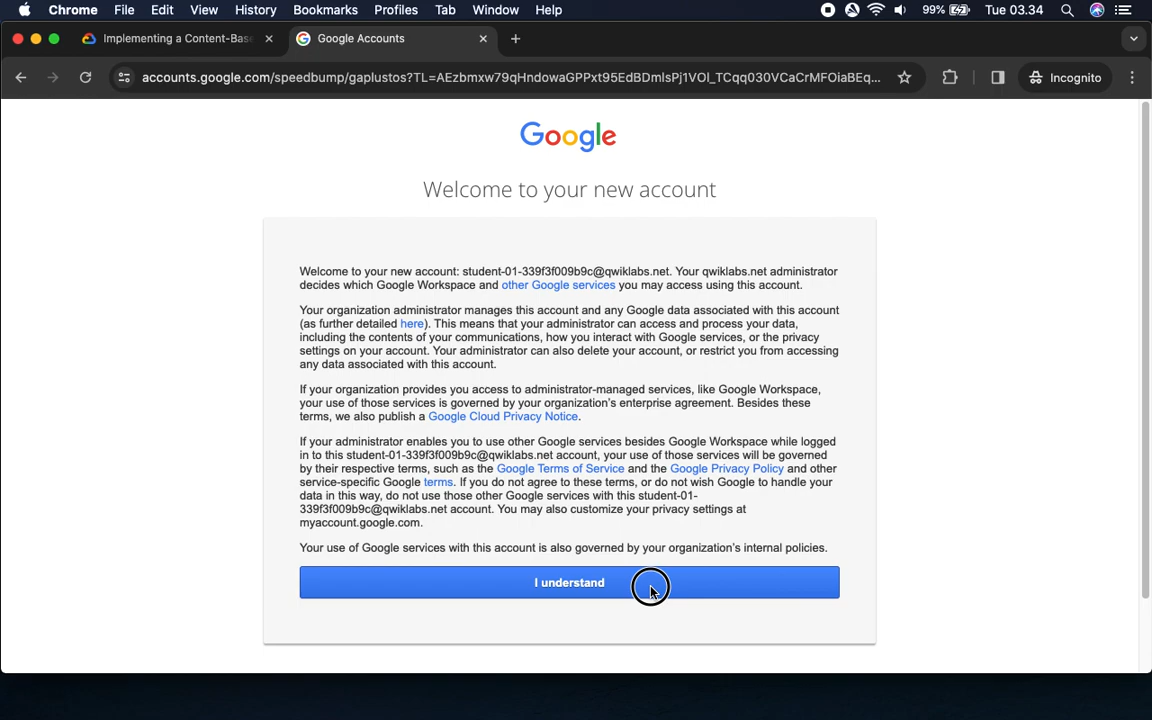 Chrome File Edit View History Bookmarks Profiles Tab Window Help 99% Tue 03.34
Implementing a Content-Base Google Accounts
accounts.google.com/speedbump/gaplustos?TL=AEzbmxw79qHndowaGPPxt95EdBDmlsPj1VOl_TCqq030VCaCrMFOiaBEq... Incognito
Google
Welcome to your new account
Welcome to your new account: student-01-339f3f009b9c@qwiklabs.net. Your qwiklabs.net administrator
decides which Google Workspace and other Google services you may access using this account.
Your organization administrator manages this account and any Google data associated with this account
(as further detailed here). This means that your administrator can access and process your data,
including the contents of your communications, how you interact with Google services, or the privacy
settings on your account. Your administrator can also delete your account, or restrict you from accessing
any data associated with this account.
If your organization provides you access to administrator-managed services, like Google Workspace,
your use of those services is governed by your organization's enterprise agreement. Besides these
terms, we also publish a Google Cloud Privacy Notice.
If your administrator enables you to use other Google services besides Google Workspace while logged
in to this student-01-339f3f009b9c@qwiklabs.net account, your use of those services will be governed
by their respective terms, such as the Google Terms of Service and the Google Privacy Policy and other
service-specific Google terms. If you do not agree to these terms, or do not wish Google to handle your
data in this way, do not use those other Google services with this student-01-
339f3f009b9c@qwiklabs.net account. You may also customize your privacy settings at
myaccount.google.com.
Your use of Google services with this account is also governed by your organization's internal policies.
I understand